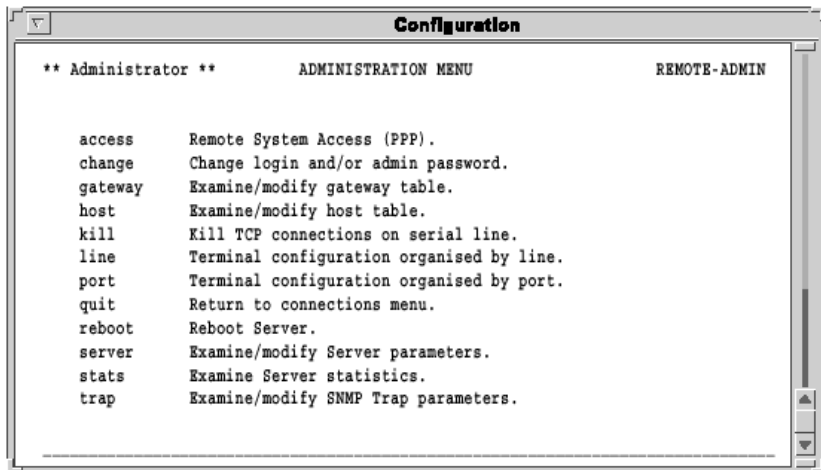 Configuration
** Administrator ** ADMINISTRATION MENU REMOTE-ADMIN
access Remote System Access (PPP).
change Change login and/or admin password.
gateway Examine/modify gateway table.
host Examine/modify host table.
kill Kill TCP connections on serial line.
line Terminal configuration organised by line.
port Terminal configuration organised by port.
quit Return to connections menu.
reboot Reboot Server.
server Examine/modify Server parameters.
stats Examine Server statistics.
trap Examine/modify SNMP Trap parameters.